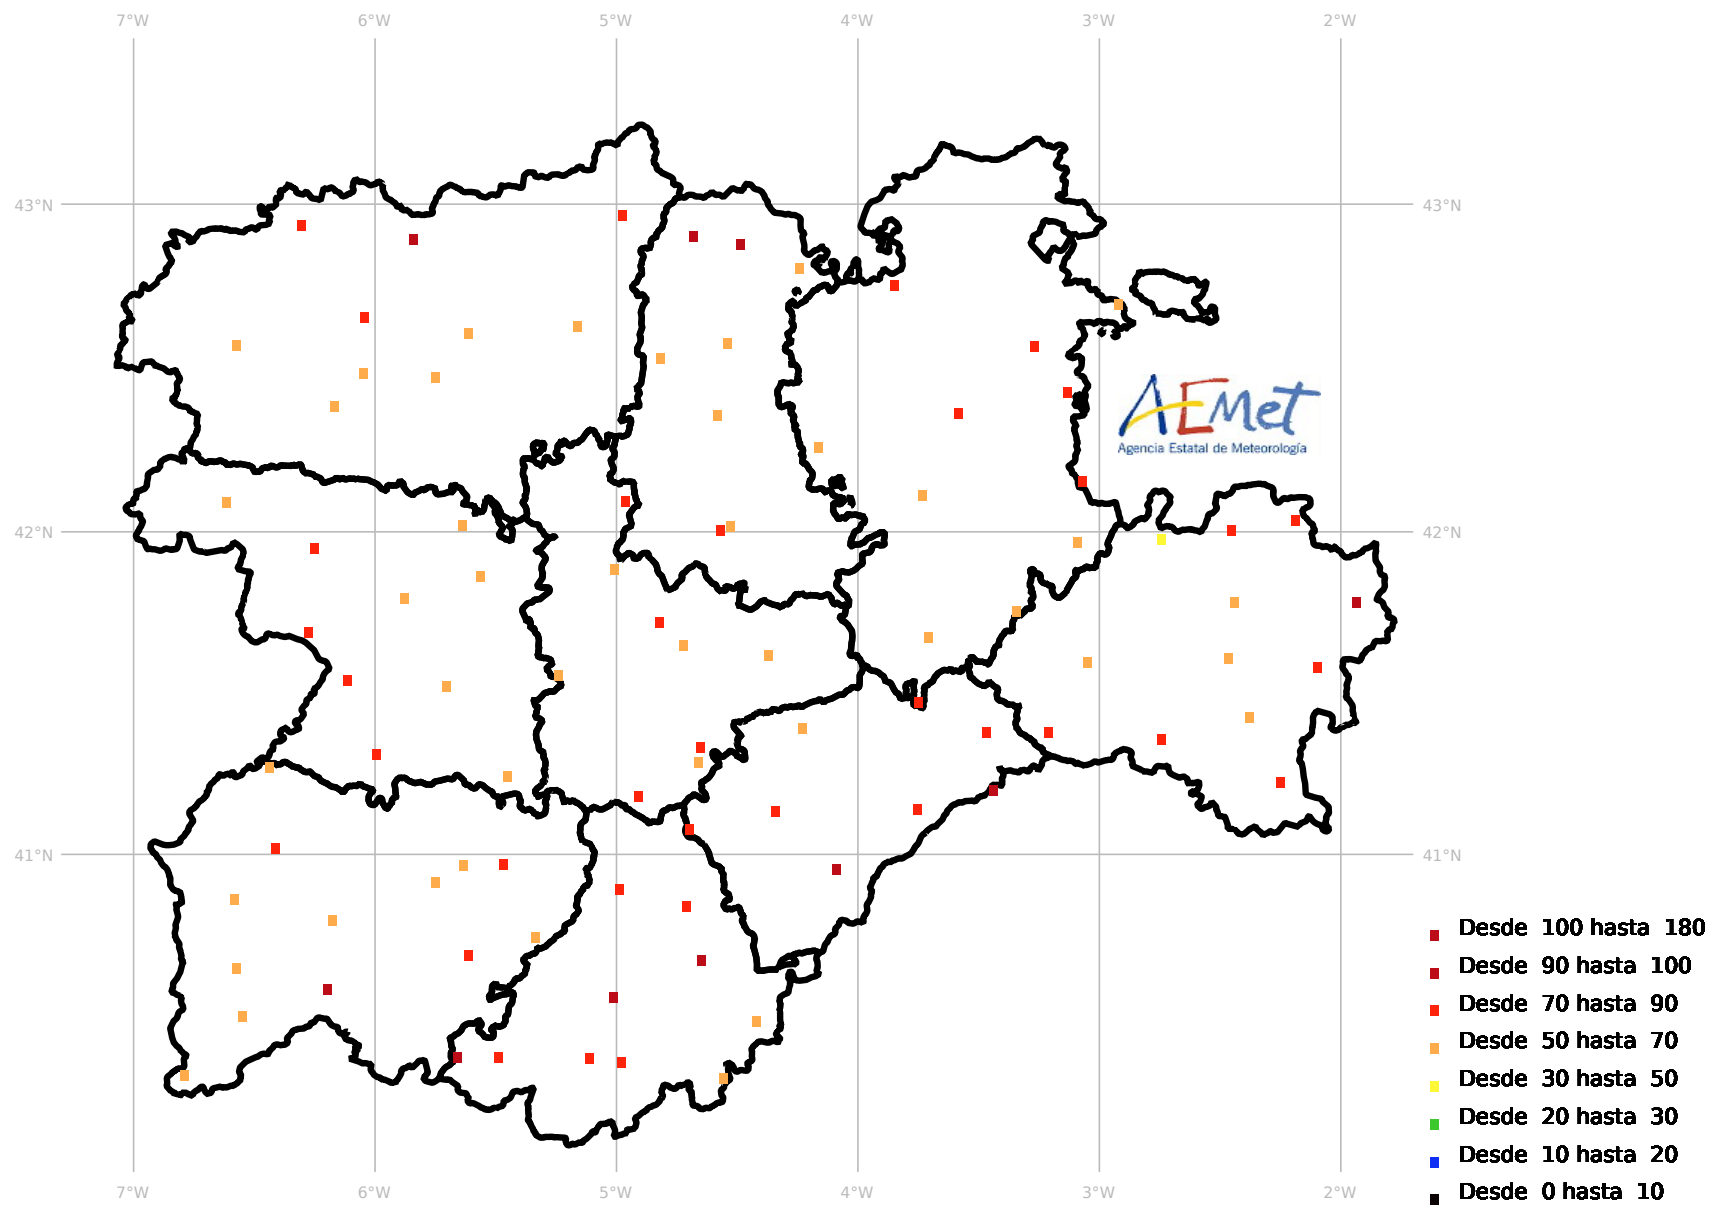 7°W 6°W 5°W 4°W 3°W 2°W
43°N 43°N
AEMet
Agencia Estatal de Meteorología
42°N 42°N
41°N 41°N
Desde 100 hasta 180
Desde 90 hasta 100
Desde 70 hasta 90
Desde 50 hasta 70
Desde 30 hasta 50
Desde 20 hasta 30
Desde 10 hasta 20
Desde 0 hasta 10
7°W 6°W 5°W 4°W 3°W 2°W